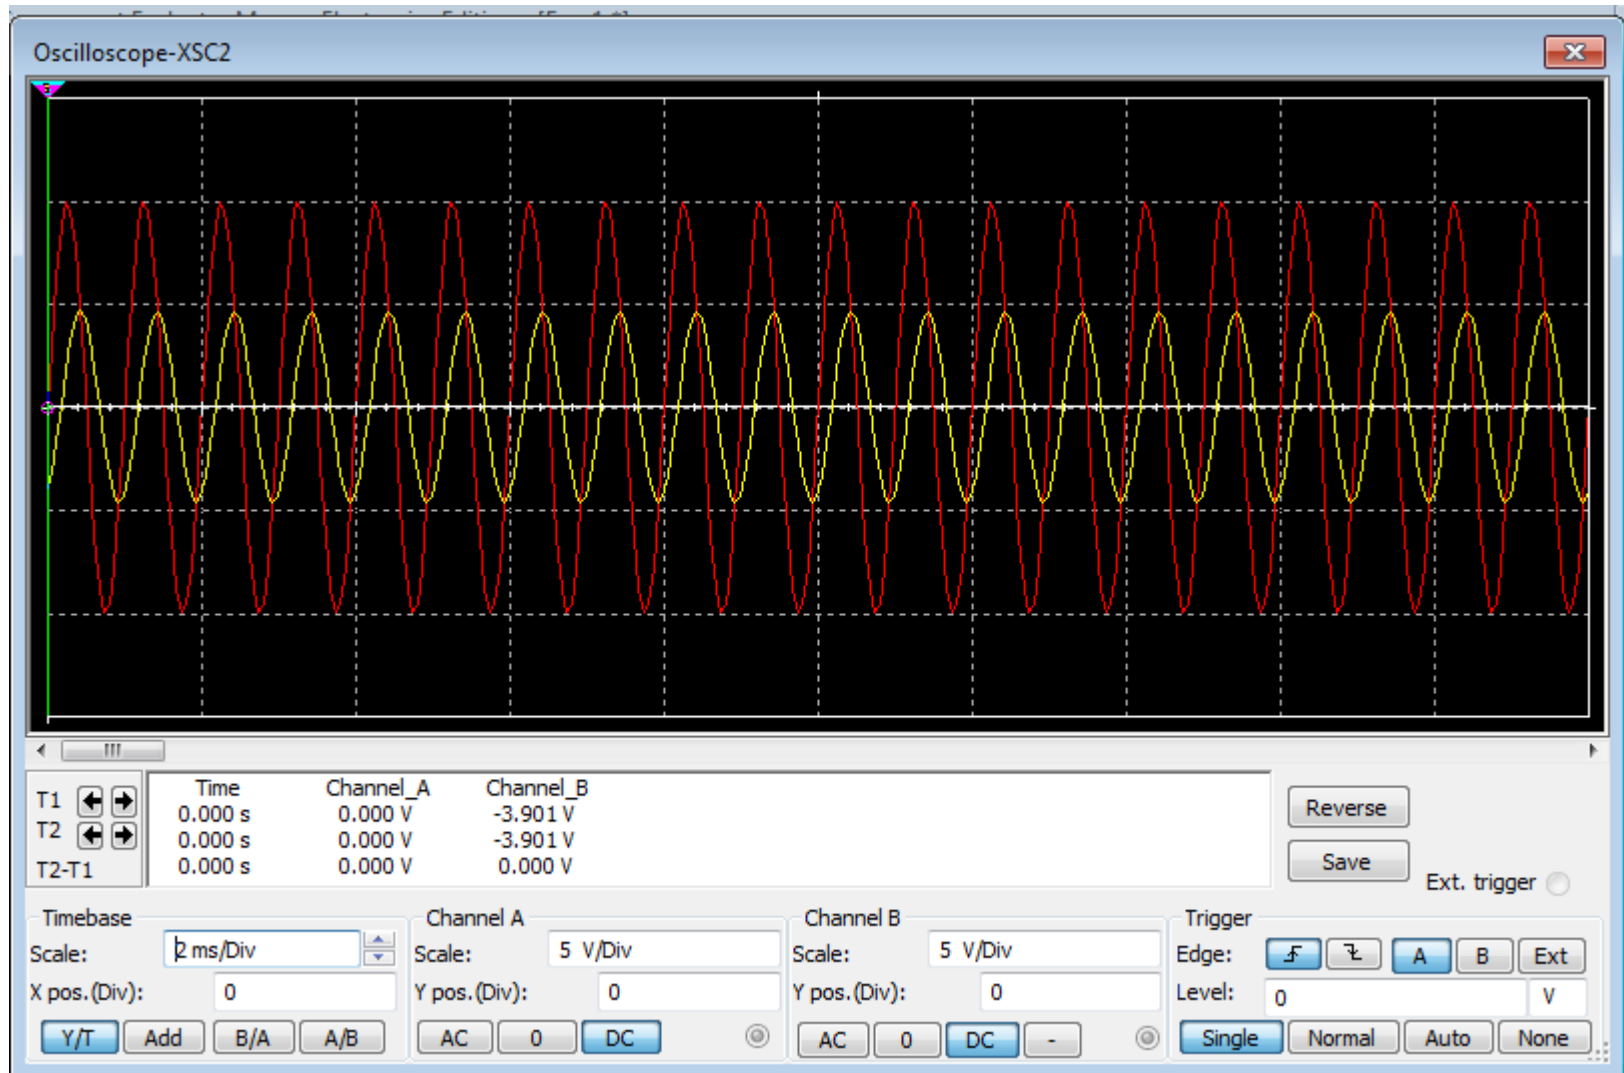 Oscilloscope-XSC2
Time Channel_A Channel_B
T1 0.000 s 0.000 V -3.901 V
T2 0.000 s 0.000 V -3.901 V
T2-T1 0.000 s 0.000 V 0.000 V
Reverse
Save
Ext. trigger
Timebase
Scale: 2 ms/Div
X pos.(Div): 0
Y/T Add B/A A/B
Channel A
Scale: 5 V/Div
Y pos.(Div): 0
AC 0 DC
Channel B
Scale: 5 V/Div
Y pos.(Div): 0
AC 0 DC -
Trigger
Edge: A B Ext
Level: 0 V
Single Normal Auto None